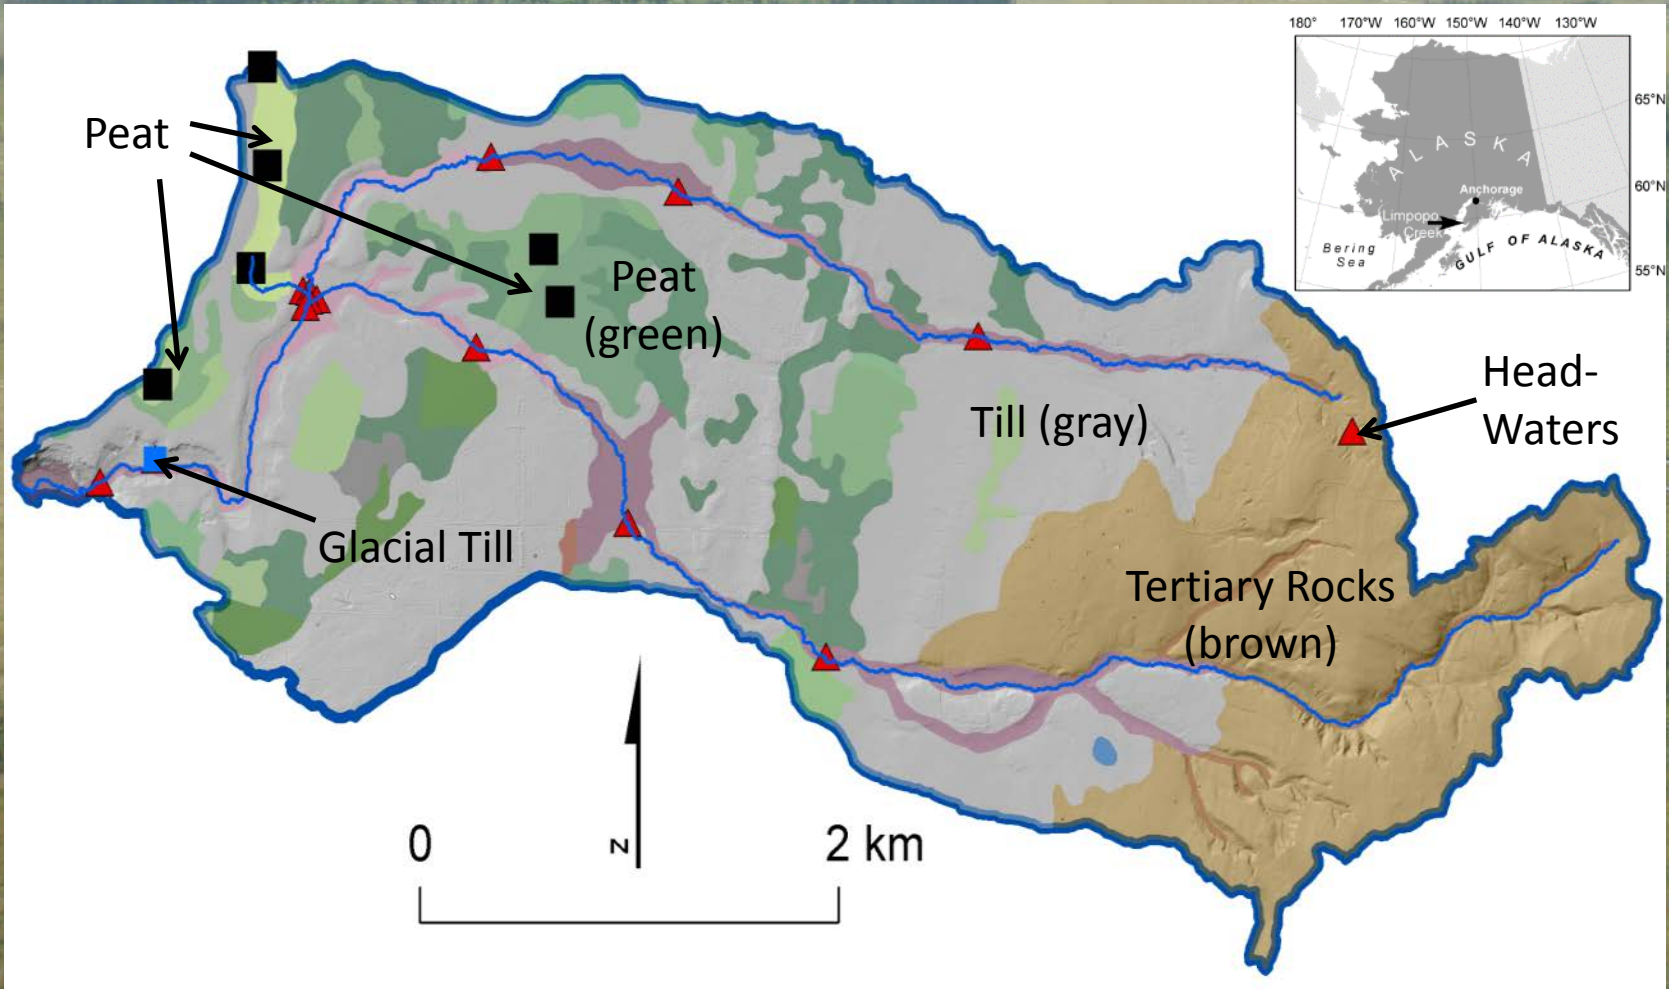 180° 170°W 160°W 150°W 140°W 130°W
65°N
60°N
55°N
ALASKA
Anchorage
Limpopo
Creek
Bering
Sea
GULF OF ALASKA
Peat
Peat
(green)
Head-
Waters
Till (gray)
Glacial Till
Tertiary Rocks
(brown)
N
0 2 km